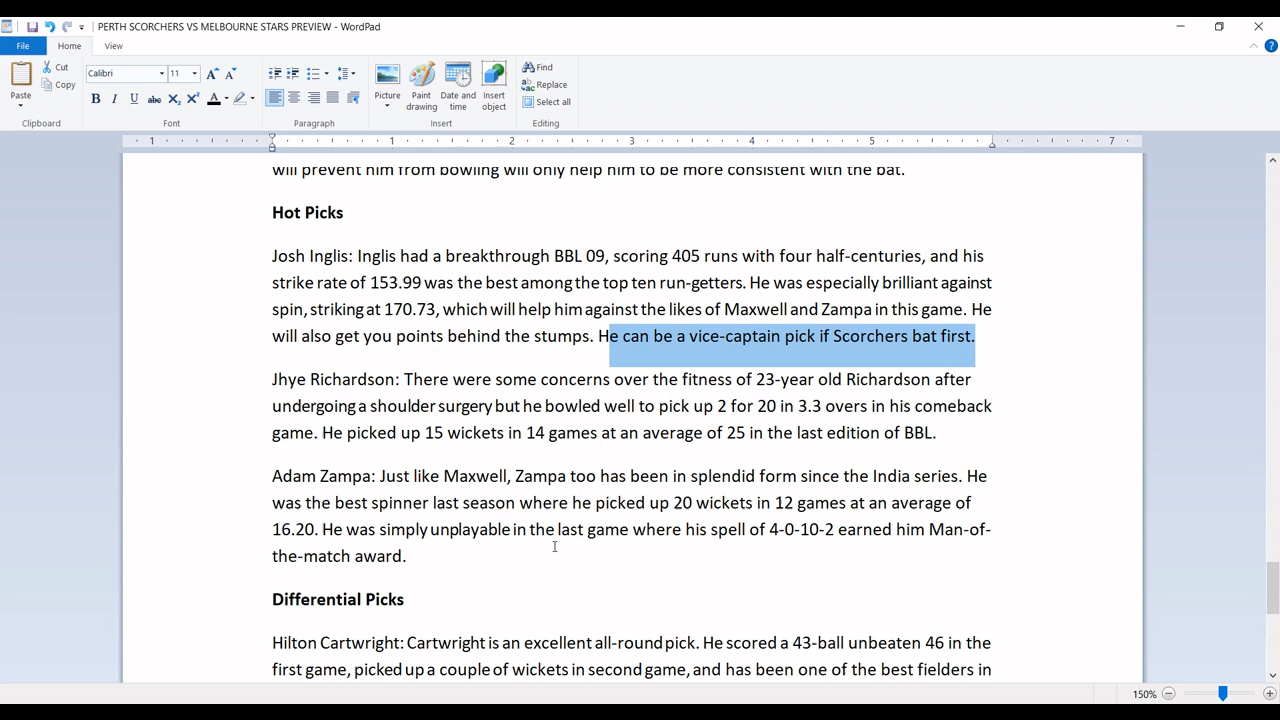 PERTH SCORCHERS VS MELBOURNE STARS PREVIEW - WordPad
File Home View
Paste
Cut
Copy
Clipboard
Calibri 11
A A
B I U abc X₂ X² A
Font
Paragraph
Picture
Paint drawing
Date and time
Insert object
Insert
Find
Replace
Select all
Editing
1 1 2 3 4 5 7
will prevent him from bowling will only help him to be more consistent with the bat.
Hot Picks
Josh Inglis: Inglis had a breakthrough BBL 09, scoring 405 runs with four half-centuries, and his
strike rate of 153.99 was the best among the top ten run-getters. He was especially brilliant against
spin, striking at 170.73, which will help him against the likes of Maxwell and Zampa in this game. He
will also get you points behind the stumps. He can be a vice-captain pick if Scorchers bat first.
Jhye Richardson: There were some concerns over the fitness of 23-year old Richardson after
undergoing a shoulder surgery but he bowled well to pick up 2 for 20 in 3.3 overs in his comeback
game. He picked up 15 wickets in 14 games at an average of 25 in the last edition of BBL.
Adam Zampa: Just like Maxwell, Zampa too has been in splendid form since the India series. He
was the best spinner last season where he picked up 20 wickets in 12 games at an average of
16.20. He was simply unplayable in the last game where his spell of 4-0-10-2 earned him Man-of-
the-match award.
Differential Picks
Hilton Cartwright: Cartwright is an excellent all-round pick. He scored a 43-ball unbeaten 46 in the
first game, picked up a couple of wickets in second game, and has been one of the best fielders in
150%